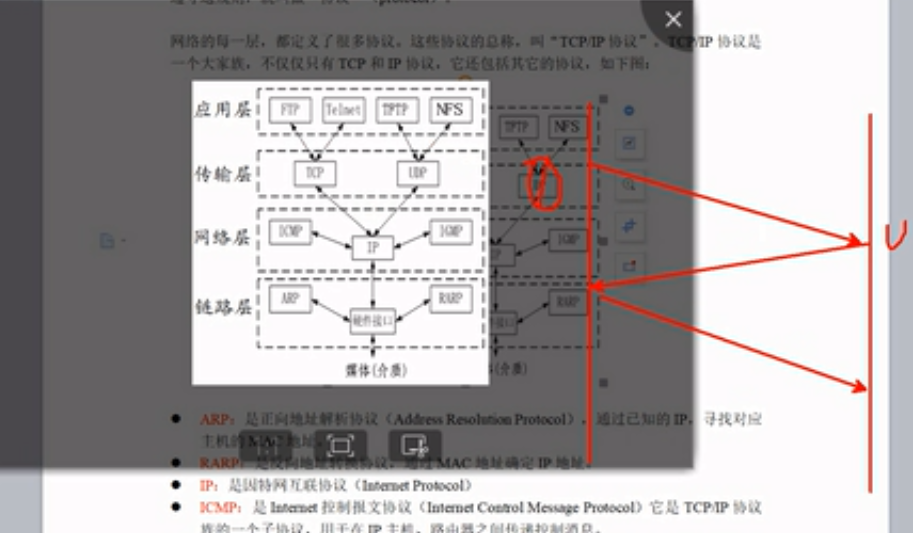 网络的每一层，都定义了很多协议。这些协议的总称，叫“TCP/IP 协议”。TCP/IP 协议是
一个大家族，不仅仅只有 TCP 和 IP 协议，它还包括其它的协议，如下图：
应用层 FTP Telnet TPTP NFS
TPTP NFS
传输层 TCP UDP
网络层 ICMP IP IGMP
IP IGMP
链路层 ARP 硬件接口 RARP
接口 RARP
媒体(介质)
(介质)
U
● ARP：是正向地址解析协议（Address Resolution Protocol），通过已知的 IP，寻找对应
主机的 MAC 地址。
● RARP：是反向地址转换协议，通过 MAC 地址确定 IP 地址。
● IP：是因特网互联协议（Internet Protocol）
● ICMP：是 Internet 控制报文协议（Internet Control Message Protocol）它是 TCP/IP 协议
族的一个子协议，用于在 IP 主机、路由器之间传递控制消息。